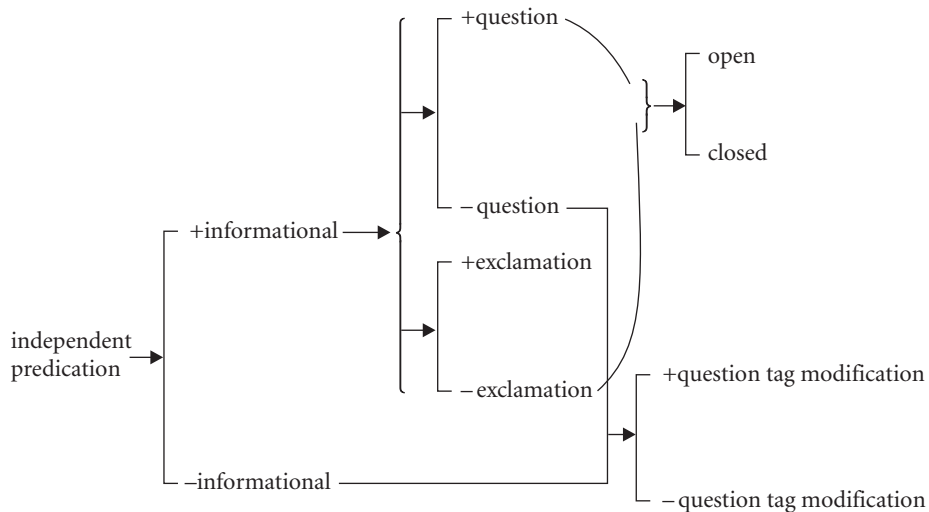 +question
open
closed
– question
+informational
+exclamation
independent
predication
– exclamation
+question tag modification
–informational
– question tag modification